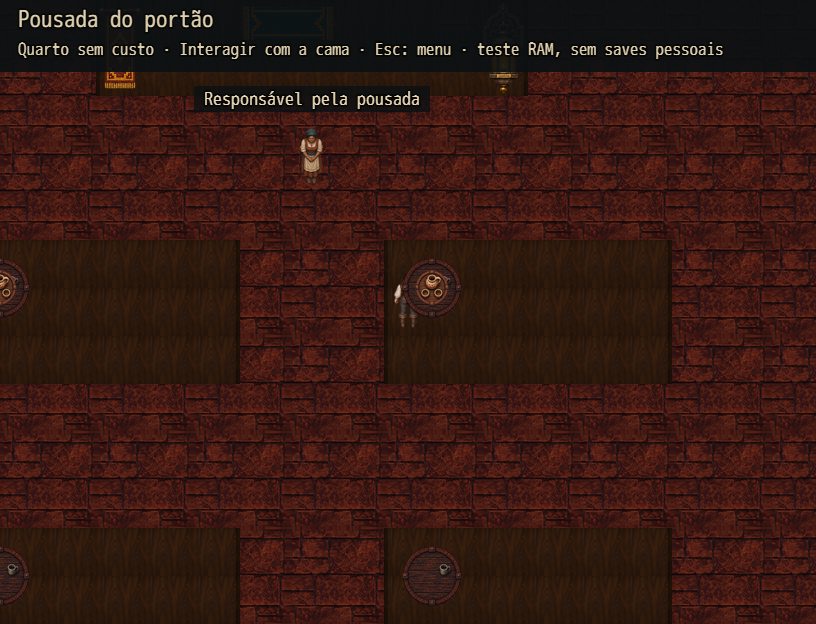 Pousada do portão
Quarto sem custo · Interagir com a cama · Esc: menu · teste RAM, sem saves pessoais
Responsável pela pousada